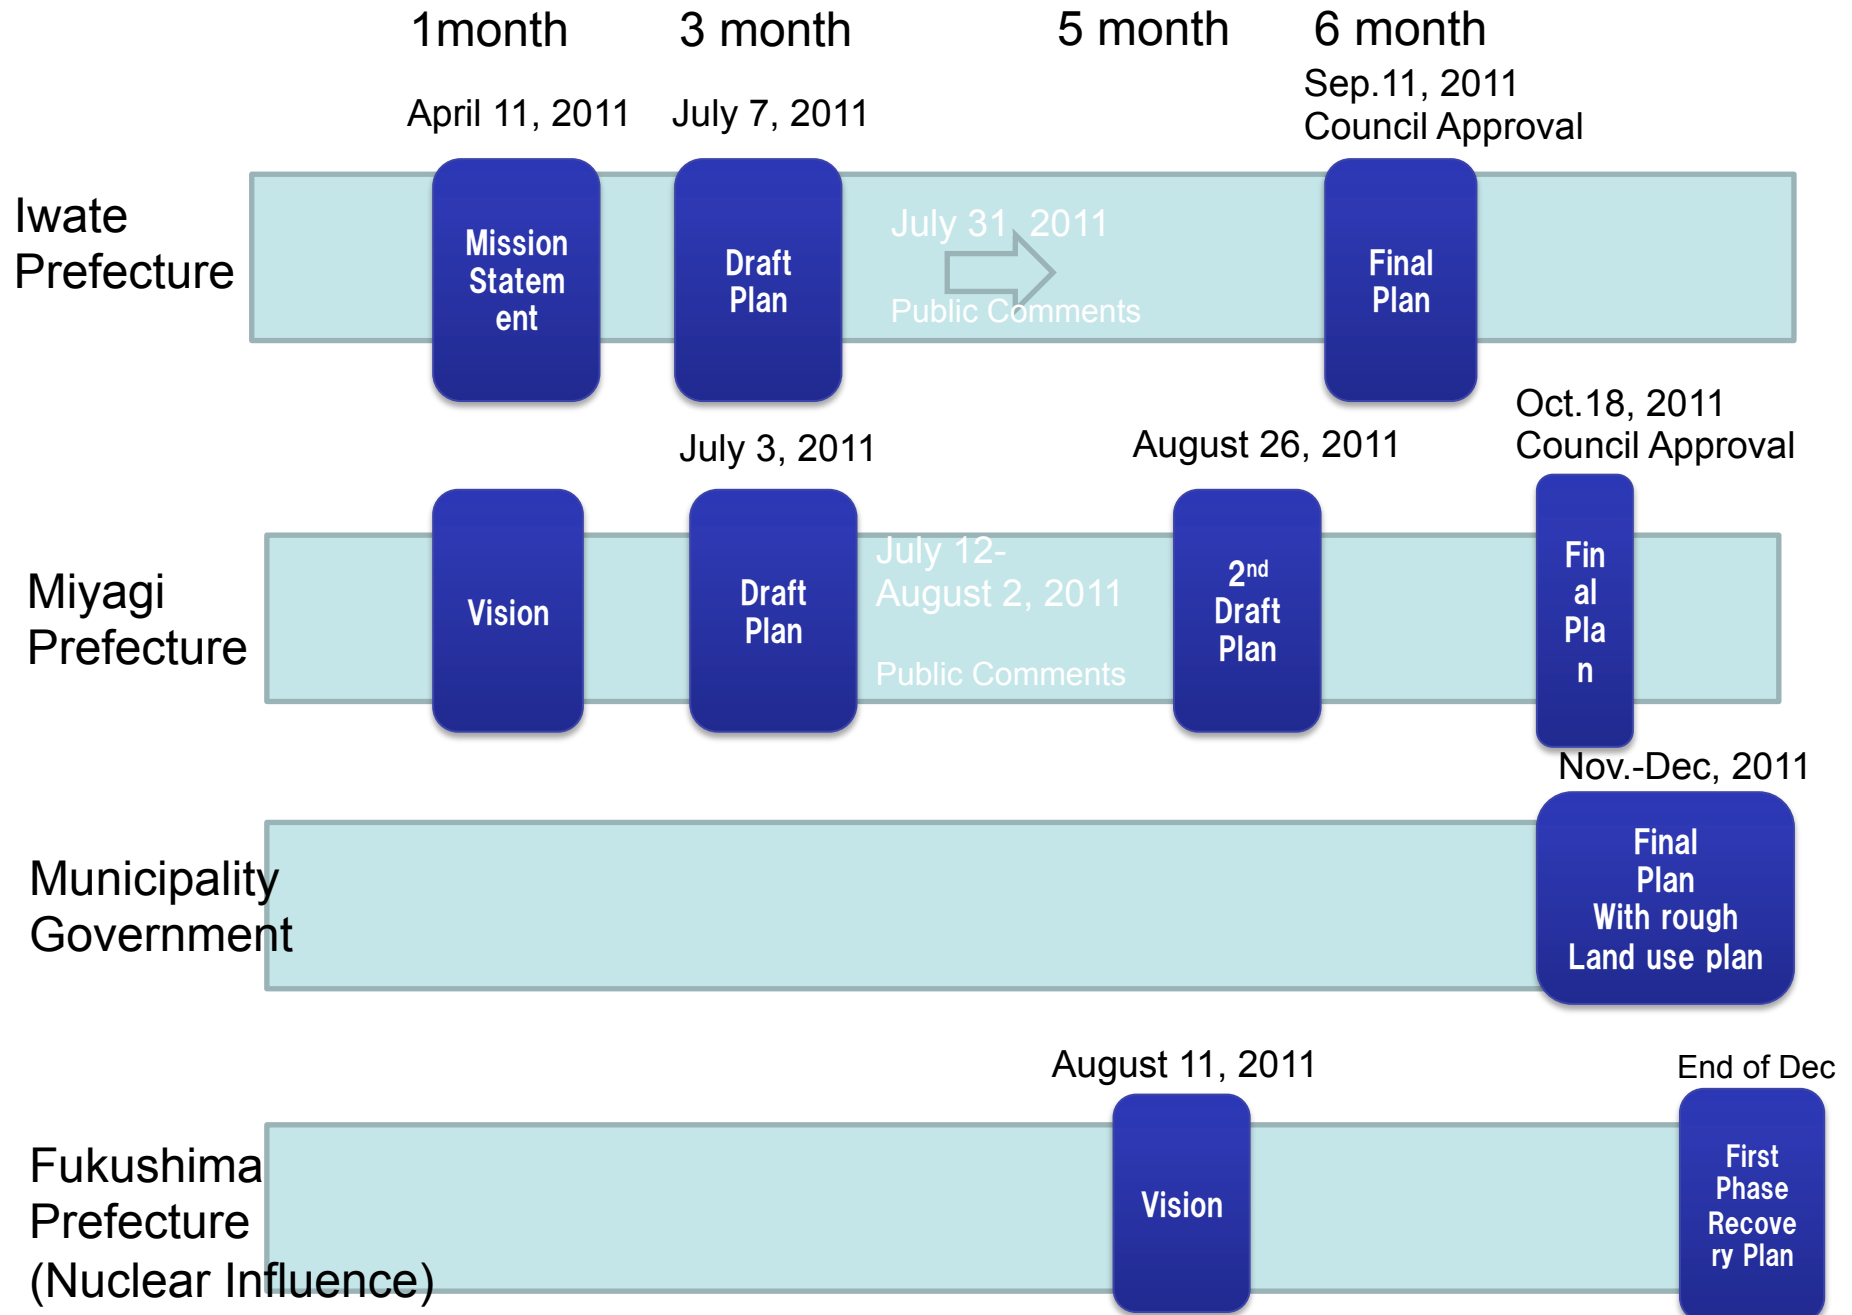 1month
3 month
5 month
6 month
April 11, 2011
July 7, 2011
Sep.11, 2011
Council Approval
Iwate
Prefecture
Mission
Statem
ent
Draft
Plan
July 31, 2011
Public Comments
Final
Plan
July 3, 2011
August 26, 2011
Oct.18, 2011
Council Approval
Miyagi
Prefecture
Vision
Draft
Plan
July 12-
August 2, 2011
Public Comments
2nd
Draft
Plan
Fin
al
Pla
n
Nov.-Dec, 2011
Municipality
Government
Final
Plan
With rough
Land use plan
August 11, 2011
End of Dec
Fukushima
Prefecture
(Nuclear Influence)
Vision
First
Phase
Recove
ry Plan